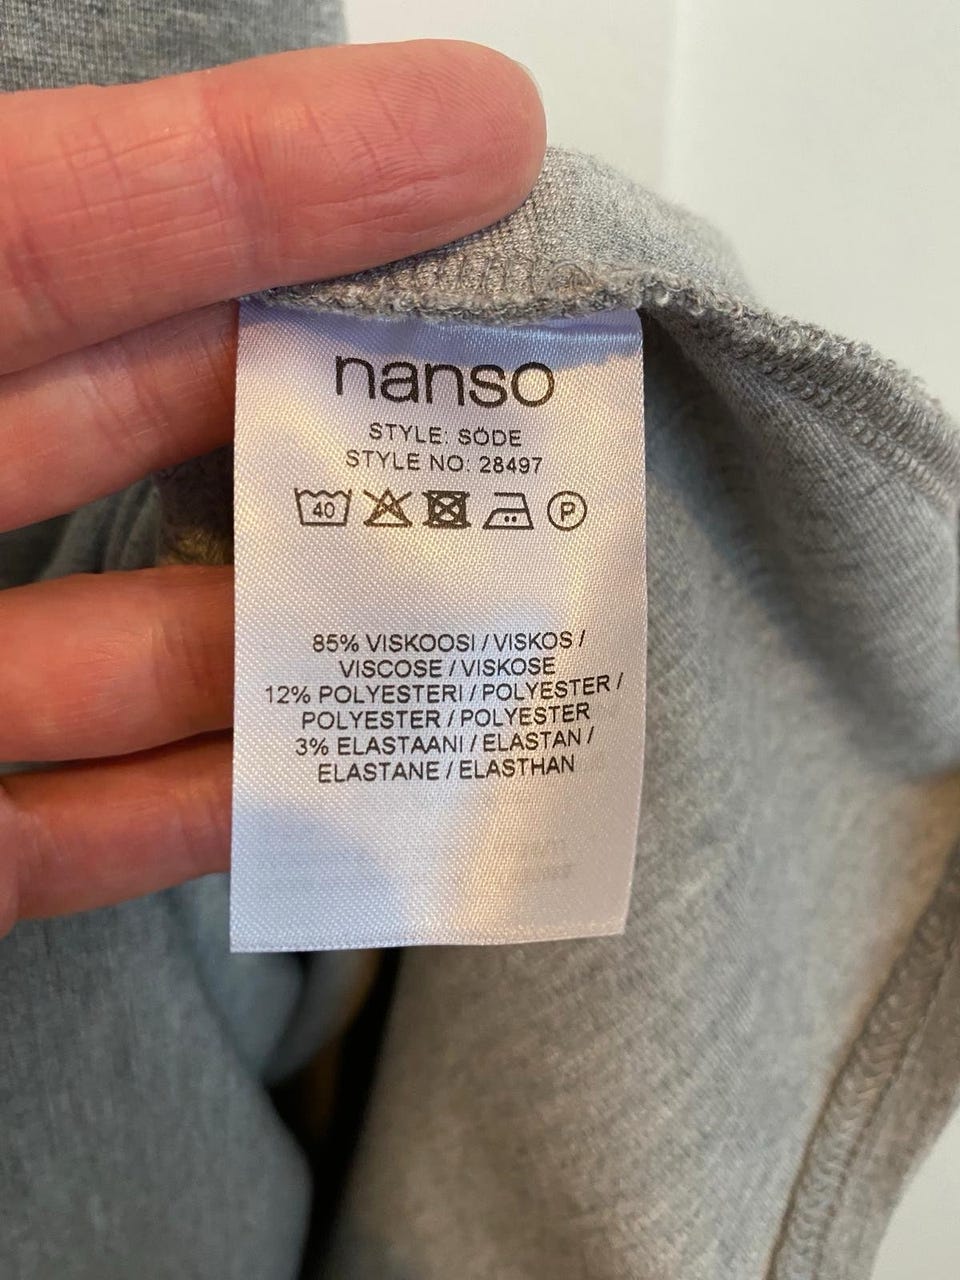 nanso
STYLE: SÖDE
STYLE NO: 28497
40 P
85% VISKOOSI / VISKOS /
VISCOSE / VISKOSE
12% POLYESTERI / POLYESTER /
POLYESTER / POLYESTER
3% ELASTAANI / ELASTAN /
ELASTANE / ELASTHAN